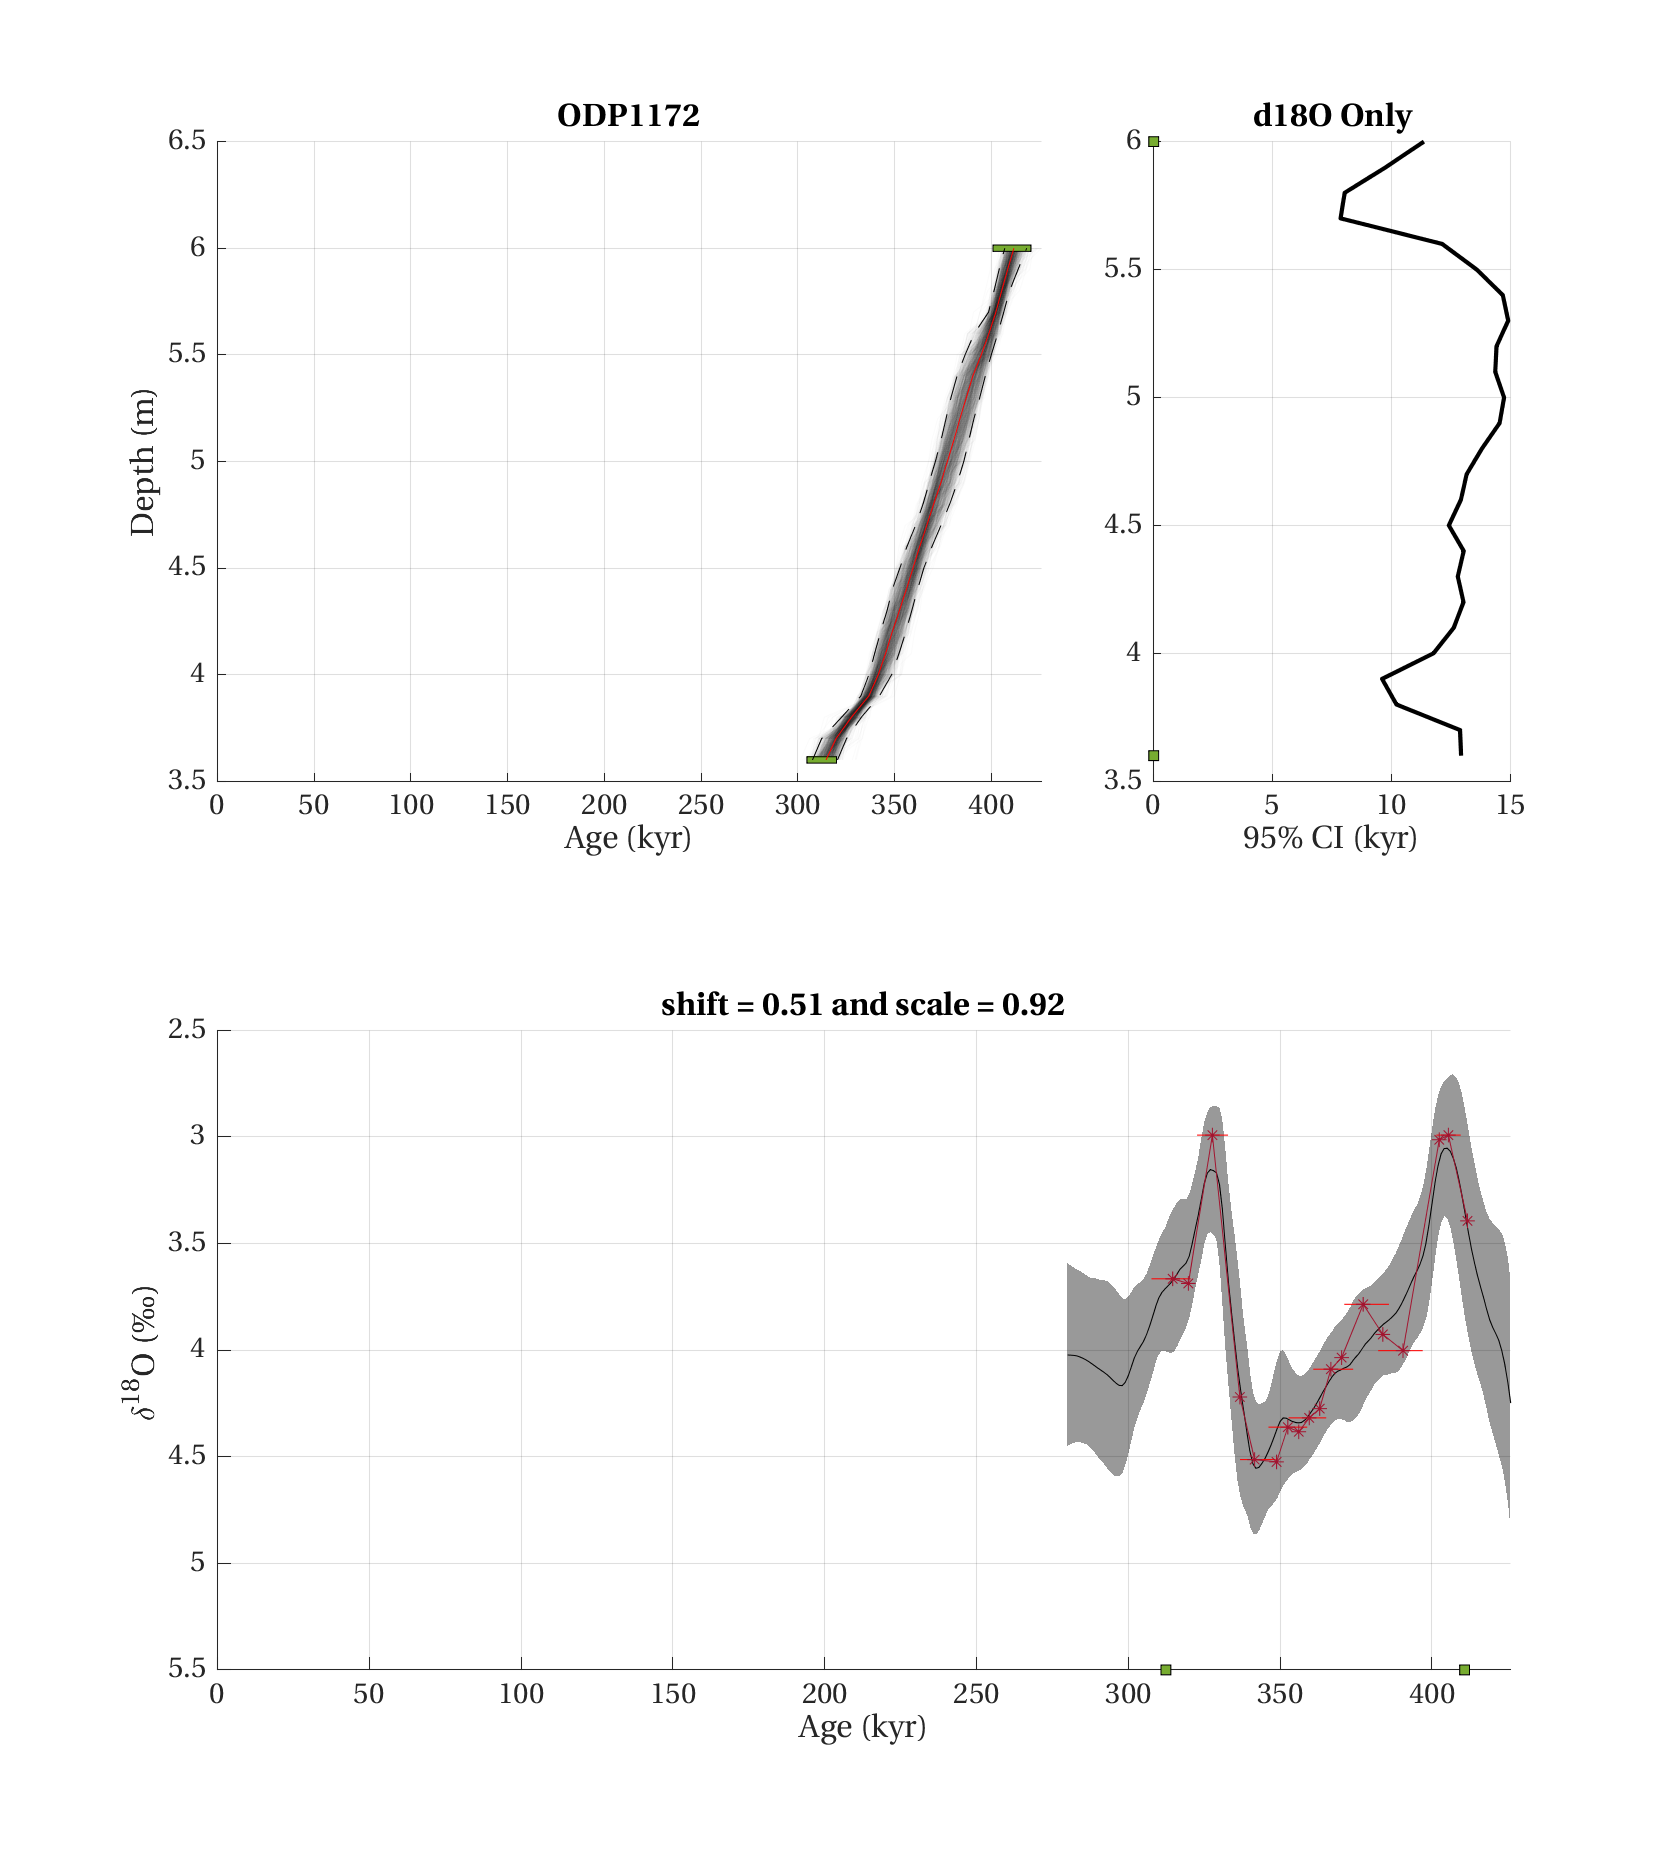 ODP1172
d18O Only
6.5
6
5.5
5
4.5
4
3.5
Depth (m)
0 50 100 150 200 250 300 350 400
Age (kyr)
6
5.5
5
4.5
4
3.5
0 5 10 15
95% CI (kyr)
shift = 0.51 and scale = 0.92
2.5
3
3.5
4
4.5
5
5.5
δ18O (‰)
0 50 100 150 200 250 300 350 400
Age (kyr)